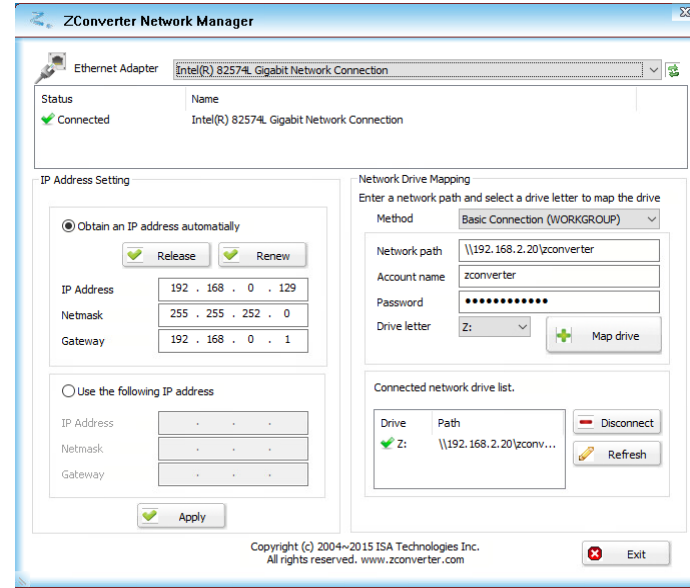 ZConverter Network Manager
Ethernet Adapter Intel(R) 82574L Gigabit Network Connection
Status Name
Connected Intel(R) 82574L Gigabit Network Connection
IP Address Setting
Obtain an IP address automatially
Release Renew
IP Address 192 . 168 . 0 . 129
Netmask 255 . 255 . 252 . 0
Gateway 192 . 168 . 0 . 1
Use the following IP address
IP Address . . .
Netmask . . .
Gateway . . .
Apply
Network Drive Mapping
Enter a network path and select a drive letter to map the drive
Method Basic Connection (WORKGROUP)
Network path \\192.168.2.20\zconverter
Account name zconverter
Password ●●●●●●●●●●●●
Drive letter Z: Map drive
Connected network drive list.
Drive Path
Z: \\192.168.2.20\zconv...
Disconnect
Refresh
Copyright (c) 2004~2015 ISA Technologies Inc.
All rights reserved. www.zconverter.com
Exit